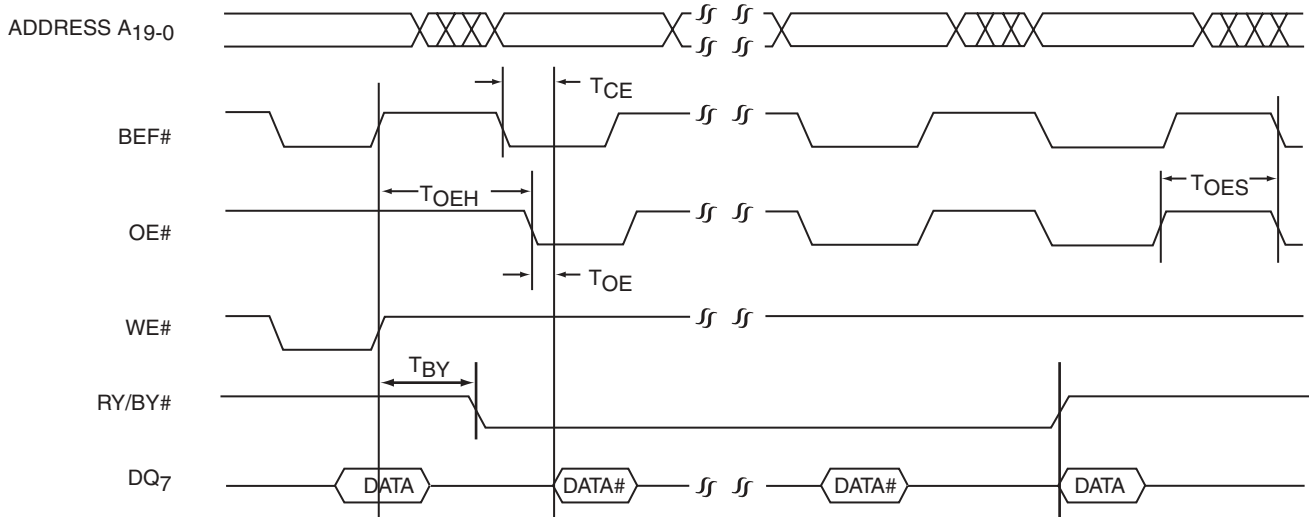 ADDRESS A19-0
TCE
BEF#
TOEH
TOES
OE#
TOE
WE#
TBY
RY/BY#
DQ7
DATA
DATA#
DATA#
DATA